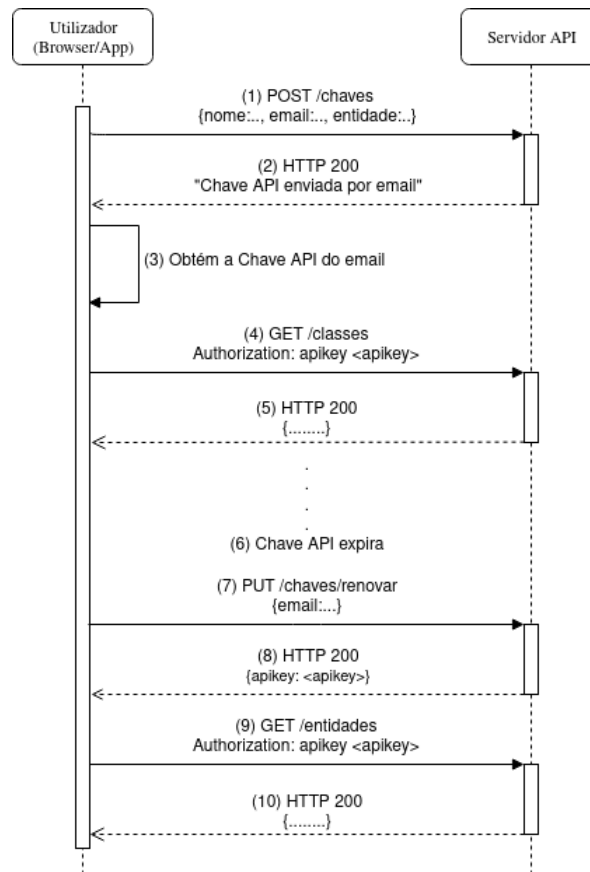 Utilizador
(Browser/App)
Servidor API
(1) POST /chaves
{nome:.., email:.., entidade:..}
(2) HTTP 200
"Chave API enviada por email"
(3) Obtém a Chave API do email
(4) GET /classes
Authorization: apikey <apikey>
(5) HTTP 200
{........}
.
.
.
.
(6) Chave API expira
(7) PUT /chaves/renovar
{email:...}
(8) HTTP 200
{apikey: <apikey>}
(9) GET /entidades
Authorization: apikey <apikey>
(10) HTTP 200
{........}